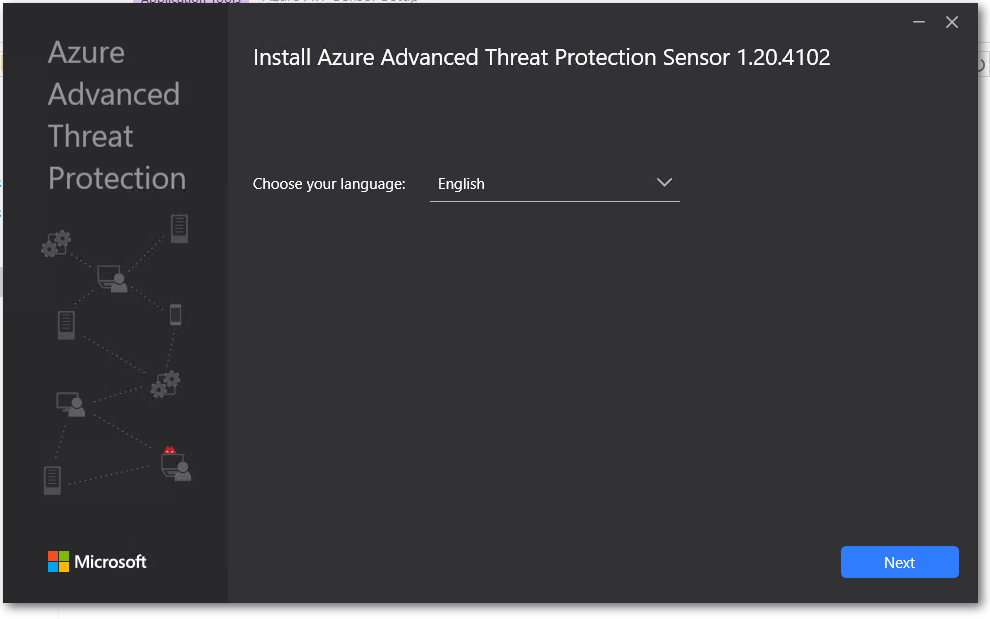 Azure
Advanced
Threat
Protection
Install Azure Advanced Threat Protection Sensor 1.20.4102
Choose your language: English
Microsoft
Next